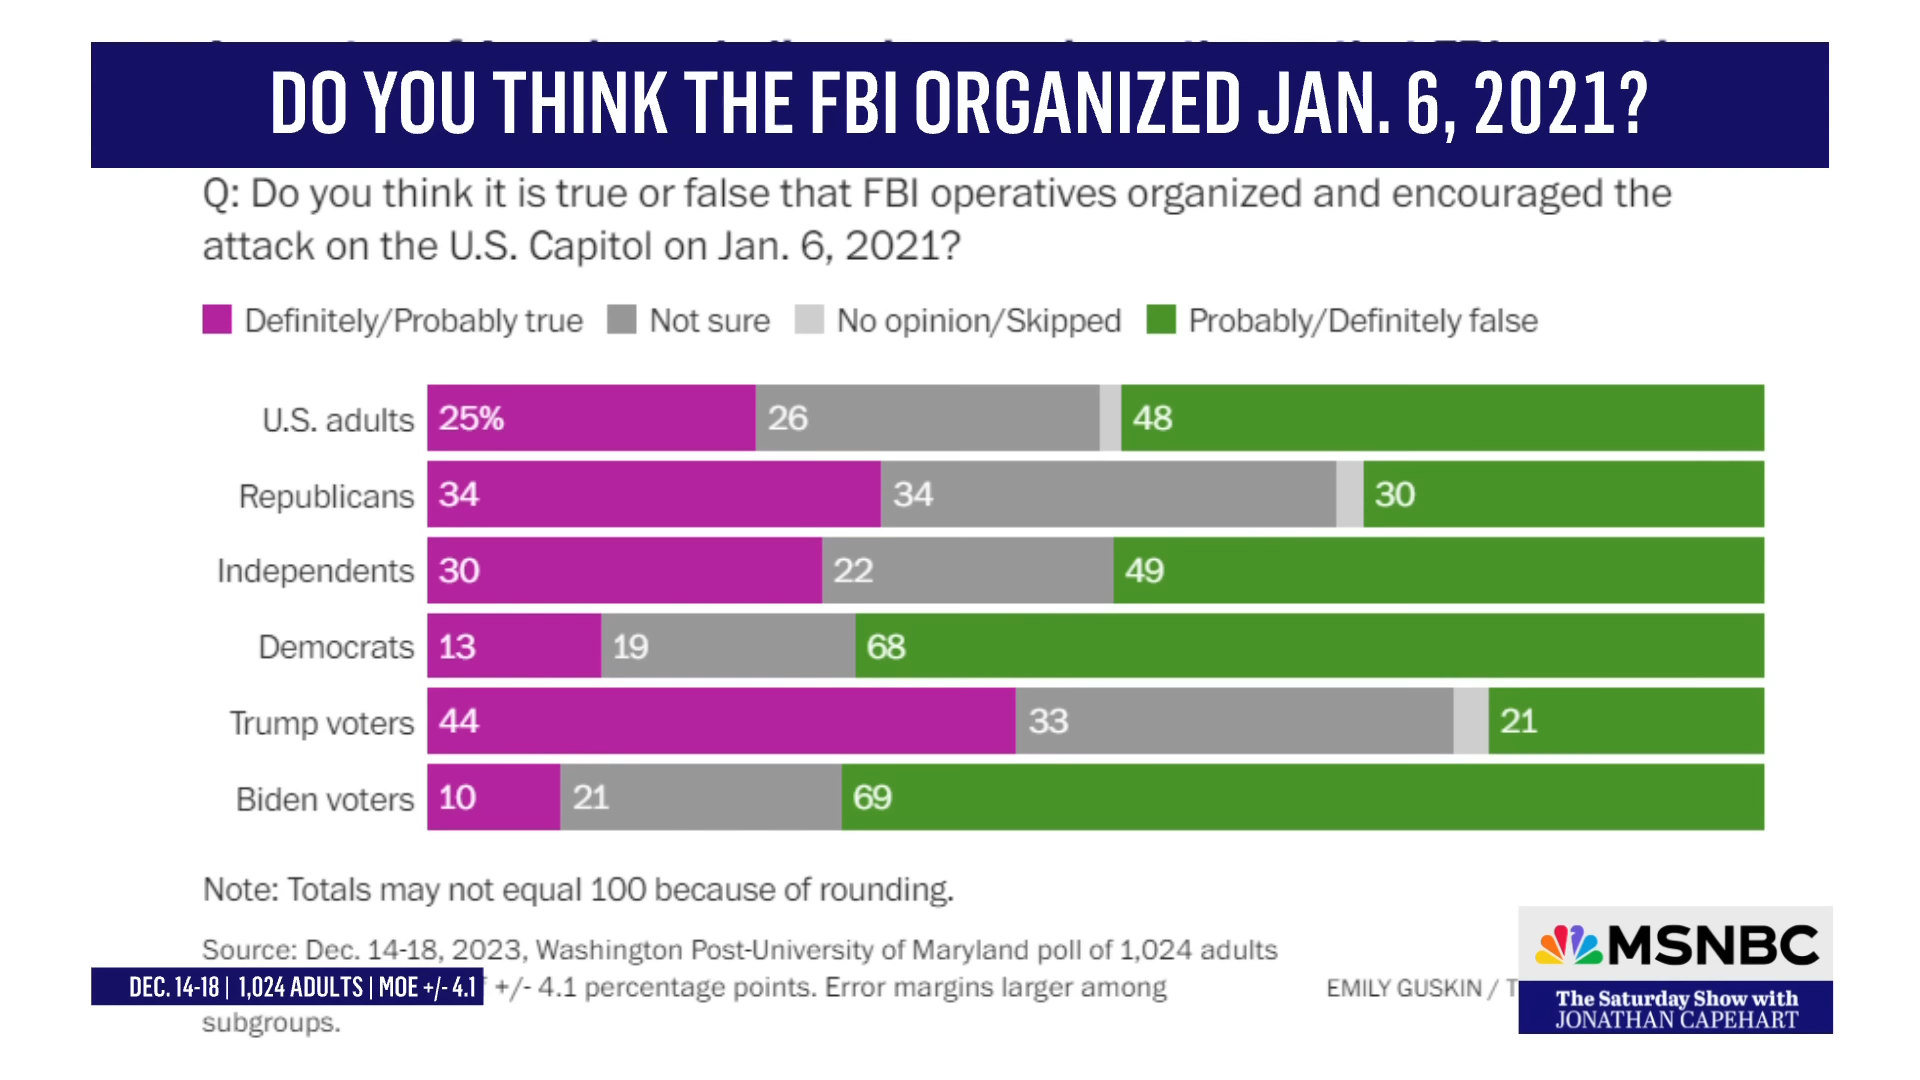 DO YOU THINK THE FBI ORGANIZED JAN. 6, 2021?
Q: Do you think it is true or false that FBI operatives organized and encouraged the
attack on the U.S. Capitol on Jan. 6, 2021?
Definitely/Probably true Not sure No opinion/Skipped Probably/Definitely false
U.S. adults 25% 26 48
Republicans 34 34 30
Independents 30 22 49
Democrats 13 19 68
Trump voters 44 33 21
Biden voters 10 21 69
Note: Totals may not equal 100 because of rounding.
Source: Dec. 14-18, 2023, Washington Post-University of Maryland poll of 1,024 adults
DEC. 14-18 | 1,024 ADULTS | MOE +/- 4.1
+/- 4.1 percentage points. Error margins larger among
subgroups.
EMILY GUSKIN / T
MSNBC
The Saturday Show with
JONATHAN CAPEHART